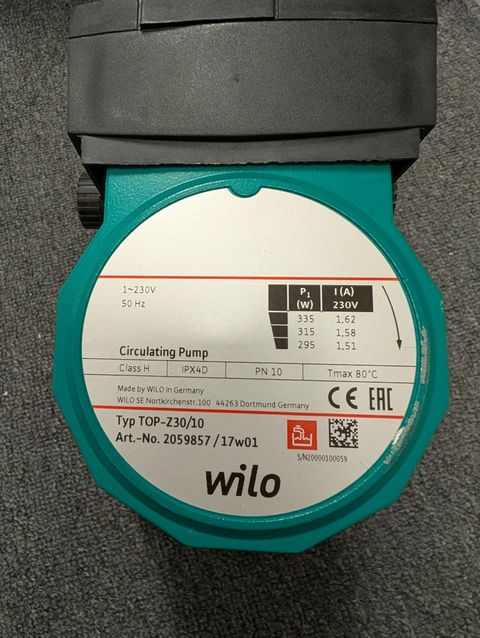 1~230V
50 Hz
P1 (W) I (A) 230V
335 1,62
315 1,58
295 1,51
Circulating Pump
Class H IPX4D PN 10 Tmax 80°C
Made by WILO in Germany
WILO SE Nortkirchenstr.100 44263 Dortmund Germany
CE EAC
Typ TOP-Z30/10
Art.-No. 2059857 / 17w01
S/N20000100059
wilo